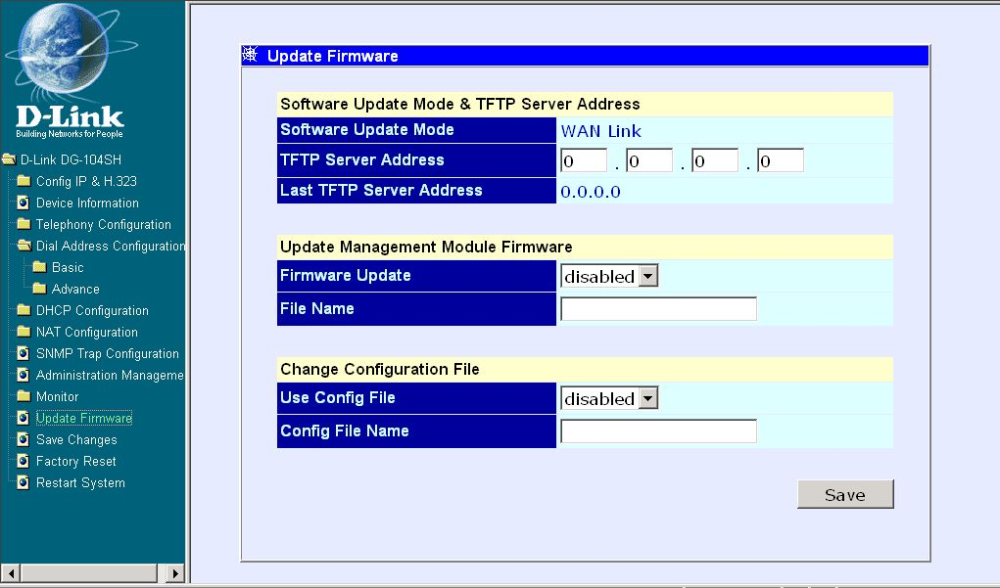 D-Link
Building Networks for People
D-Link DG-104SH
Config IP & H.323
Device Information
Telephony Configuration
Dial Address Configuration
Basic
Advance
DHCP Configuration
NAT Configuration
SNMP Trap Configuration
Administration Manageme
Monitor
Update Firmware
Save Changes
Factory Reset
Restart System
Update Firmware
Software Update Mode & TFTP Server Address
Software Update Mode WAN Link
TFTP Server Address 0 . 0 . 0 . 0
Last TFTP Server Address 0.0.0.0
Update Management Module Firmware
Firmware Update disabled
File Name
Change Configuration File
Use Config File disabled
Config File Name
Save